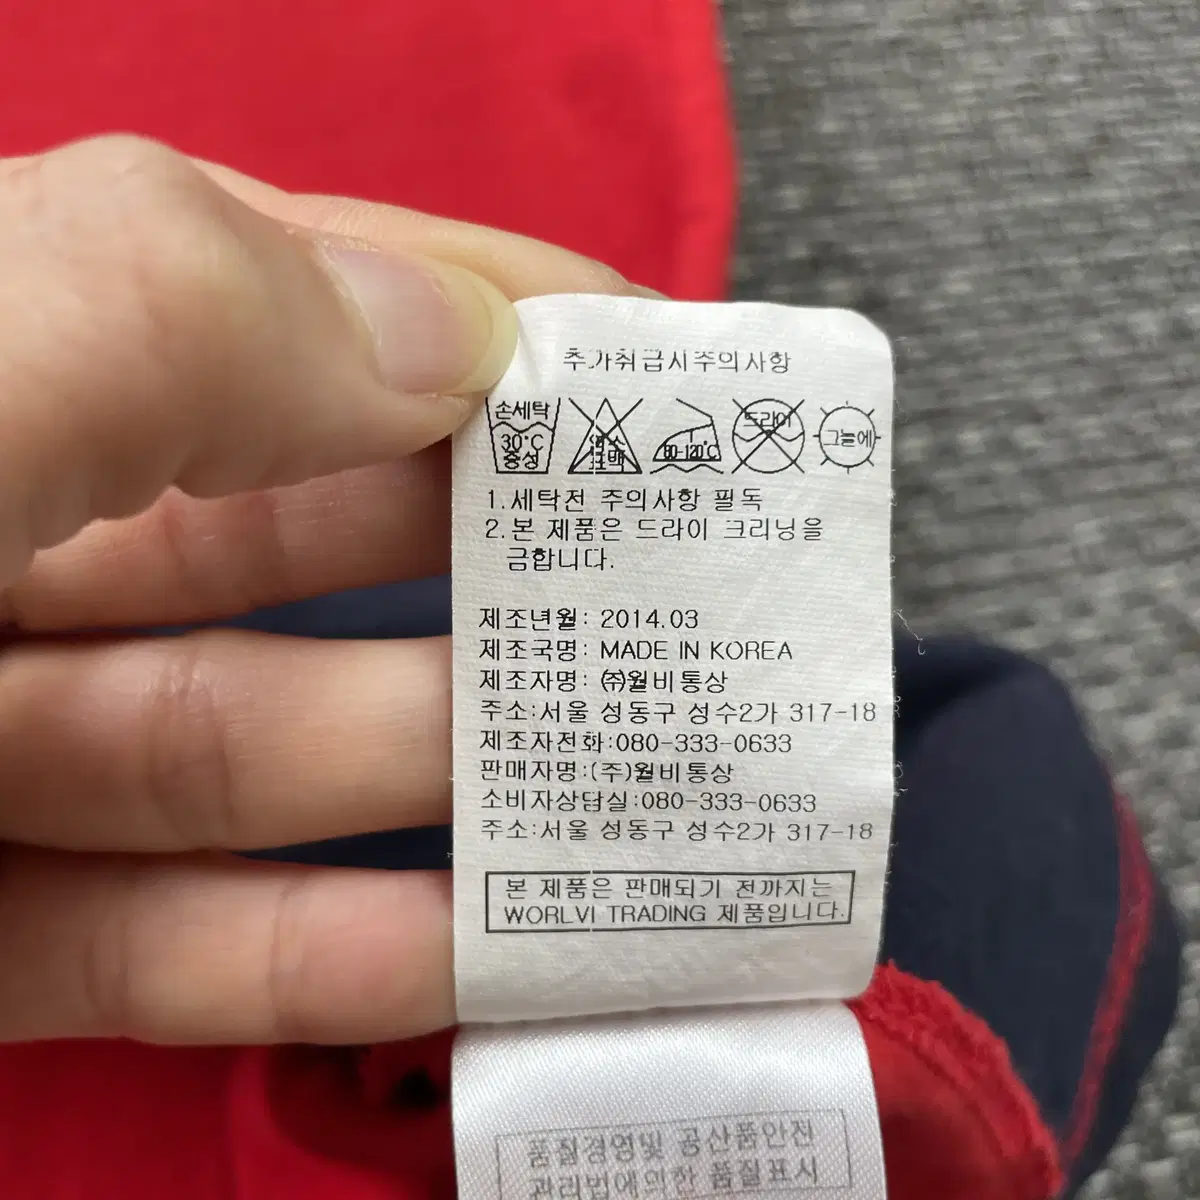 추가취급시주의사항
손세탁
30°C
중성
염소
표백
80-120°C
드라이
그늘에
1.세탁전 주의사항 필독
2.본 제품은 드라이 크리닝을
금합니다.
제조년월: 2014.03
제조국명: MADE IN KOREA
제조자명: ㈜월비통상
주소:서울 성동구 성수2가 317-18
제조자전화:080-333-0633
판매자명:(주)월비통상
소비자상담실:080-333-0633
주소:서울 성동구 성수2가 317-18
본 제품은 판매되기 전까지는
WORLVI TRADING 제품입니다.
품질경영및 공산품안전
관리법에의한 품질표시